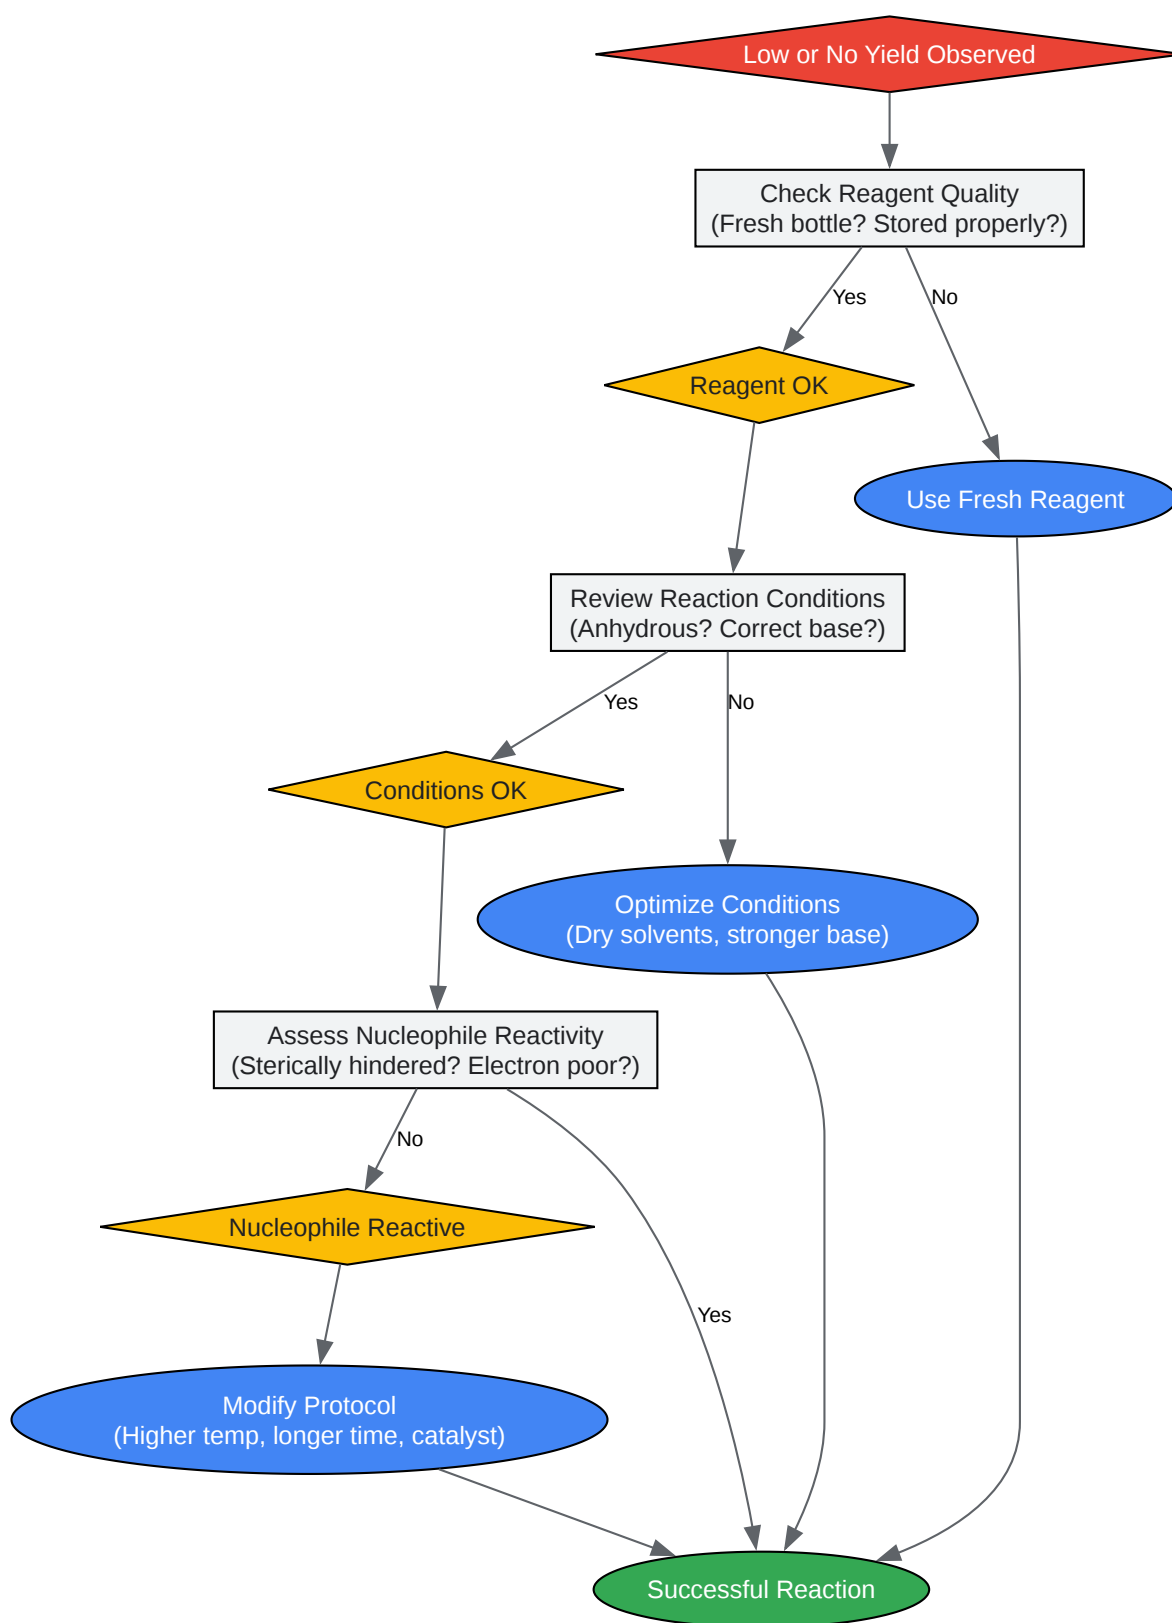 Low or No Yield Observed
Check Reagent Quality
(Fresh bottle? Stored properly?)
Yes
No
Reagent OK
Use Fresh Reagent
Review Reaction Conditions
(Anhydrous? Correct base?)
Yes
No
Conditions OK
Optimize Conditions
(Dry solvents, stronger base)
Assess Nucleophile Reactivity
(Sterically hindered? Electron poor?)
No
Nucleophile Reactive
Yes
Modify Protocol
(Higher temp, longer time, catalyst)
Successful Reaction